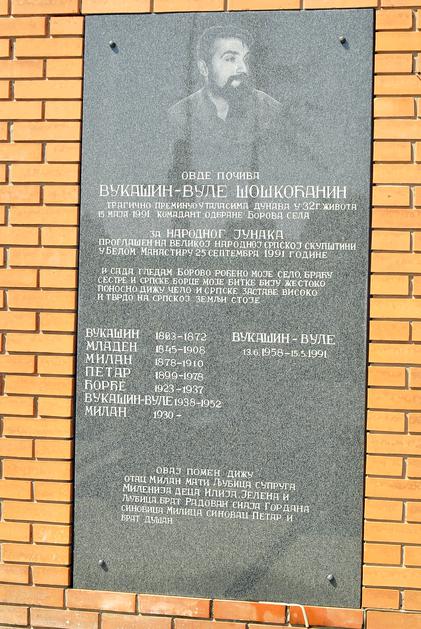 ОВДЕ ПОЧИВА
ВУКАШИН-ВУЛЕ ШОШКОЋАНИН
ТРАГИЧНО ПРЕМИНУО У ТАЛАСИМА ДУНАВА У 32 Г. ЖИВОТА
15 МАЈА 1991 КОМАДАНТ ОДБРАНЕ БОРОВА СЕЛА
ЗА НАРОДНОГ ЈУНАКА
ПРОГЛАШЕН НА ВЕЛИКОЈ НАРОДНОЈ СРПСКОЈ СКУПШТИНИ
У БЕЛОМ МАНАСТИРУ 25 СЕПТЕМБРА 1991 ГОДИНЕ
И САДА ГЛЕДАМ БОРОВО РОЂЕНО МОЈЕ СЕЛО, БРАЋУ
СЕСТРЕ И СРПСКЕ БОРЦЕ МОЈЕ БИТКЕ БИЈУ ЖЕСТОКО
ПОНОСНО ДИЖУ ЧЕЛО И СРПСКЕ ЗАСТАВЕ ВИСОКО
И ТВРДО НА СРПСКОЈ ЗЕМЉИ СТОЈЕ
ВУКАШИН 1803-1872
МЛАДЕН 1845-1908
МИЛАН 1878-1910
ПЕТАР 1899-1978
ЂОРЂЕ 1923-1937
ВУКАШИН-ВУЛЕ 1938-1952
МИЛАН 1930 -
ВУКАШИН - ВУЛЕ
13.6.1958-15.5.1991
ОВАЈ ПОМЕН ДИЖУ
ОТАЦ МИЛАН МАТИ ЉУБИЦА СУПРУГА
МИЛЕНИЈА ДЕЦА ИЛИЈА ЈЕЛЕНА И
ЉУБИЦА БРАТ РАДОВАН СНАЈА ГОРДАНА
СИНОВИЦА МИЛИЦА СИНОВАЦ ПЕТАР И
БРАТ ДУШАН